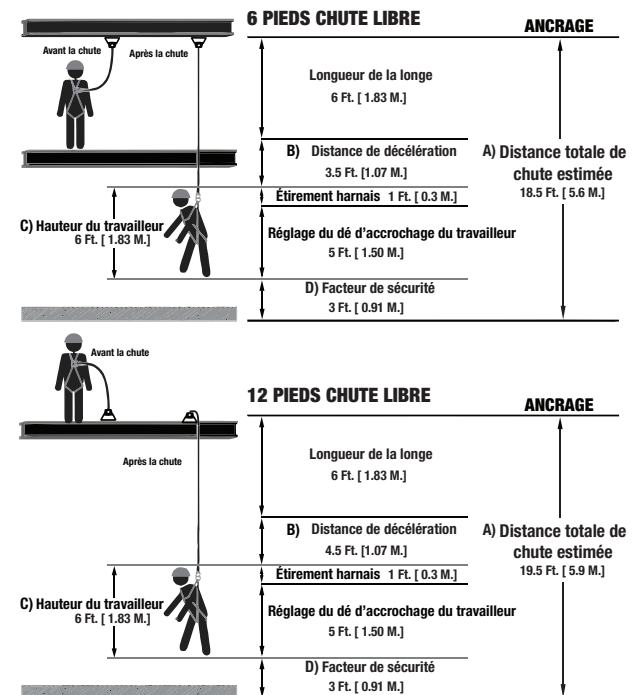 6 PIEDS CHUTE LIBRE
ANCRAGE
Avant la chute
Après la chute
Longueur de la longe
6 Ft. [ 1.83 M.]
B) Distance de décélération
3.5 Ft. [1.07 M.]
A) Distance totale de
chute estimée
18.5 Ft. [ 5.6 M.]
Étirement harnais 1 Ft. [ 0.3 M.]
C) Hauteur du travailleur
6 Ft. [ 1.83 M.]
Réglage du dé d'accrochage du travailleur
5 Ft. [ 1.50 M.]
D) Facteur de sécurité
3 Ft. [ 0.91 M.]
Avant la chute
12 PIEDS CHUTE LIBRE
ANCRAGE
Après la chute
Longueur de la longe
6 Ft. [ 1.83 M.]
B) Distance de décélération
4.5 Ft. [1.07 M.]
A) Distance totale de
chute estimée
19.5 Ft. [ 5.9 M.]
Étirement harnais 1 Ft. [ 0.3 M.]
C) Hauteur du travailleur
6 Ft. [ 1.83 M.]
Réglage du dé d'accrochage du travailleur
5 Ft. [ 1.50 M.]
D) Facteur de sécurité
3 Ft. [ 0.91 M.]